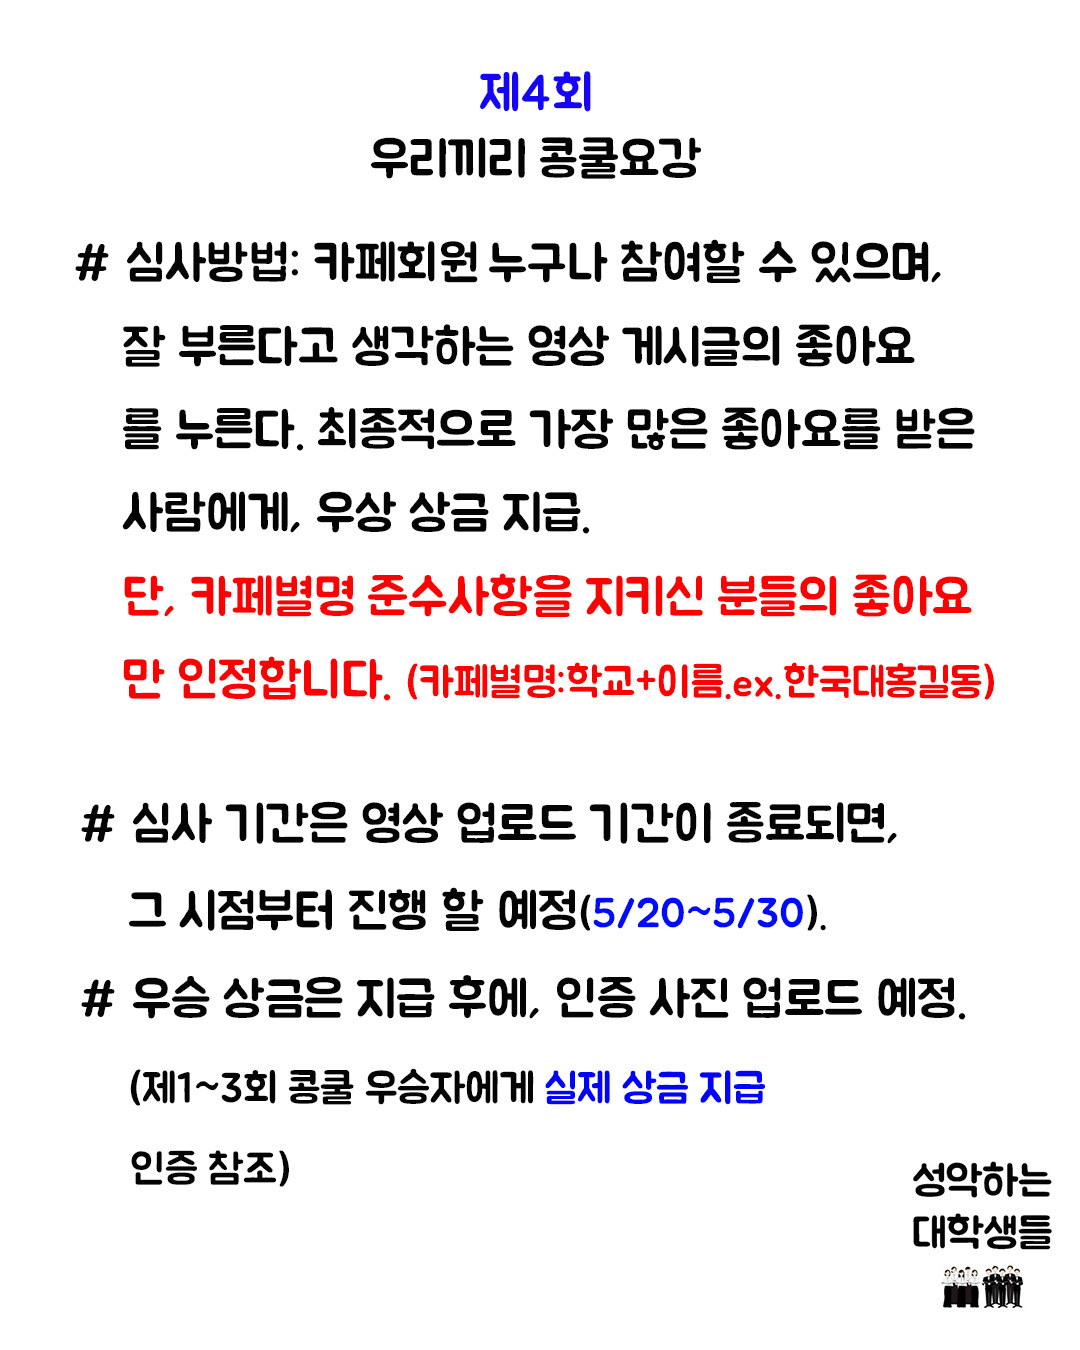 제4회
우리끼리 콩쿨요강
# 심사방법: 카페회원 누구나 참여할 수 있으며,
잘 부른다고 생각하는 영상 게시글의 좋아요
를 누른다. 최종적으로 가장 많은 좋아요를 받은
사람에게, 우상 상금 지급.
단, 카페별명 준수사항을 지키신 분들의 좋아요
만 인정합니다. (카페별명:학교+이름.ex.한국대홍길동)
# 심사 기간은 영상 업로드 기간이 종료되면,
그 시점부터 진행 할 예정(5/20~5/30).
# 우승 상금은 지급 후에, 인증 사진 업로드 예정.
(제1~3회 콩쿨 우승자에게 실제 상금 지급
인증 참조)
성악하는
대학생들